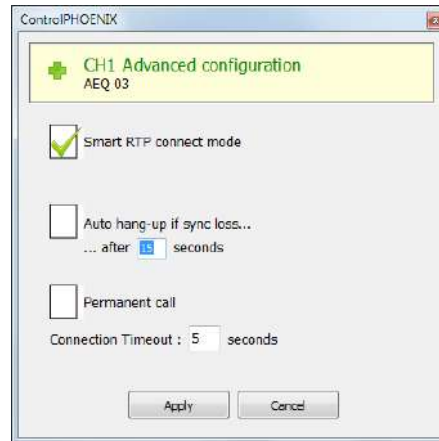 ControlPHOENIX
CH1 Advanced configuration
AEQ 03
Smart RTP connect mode
Auto hang-up if sync loss...
... after 15 seconds
Permanent call
Connection Timeout : 5 seconds
Apply Cancel